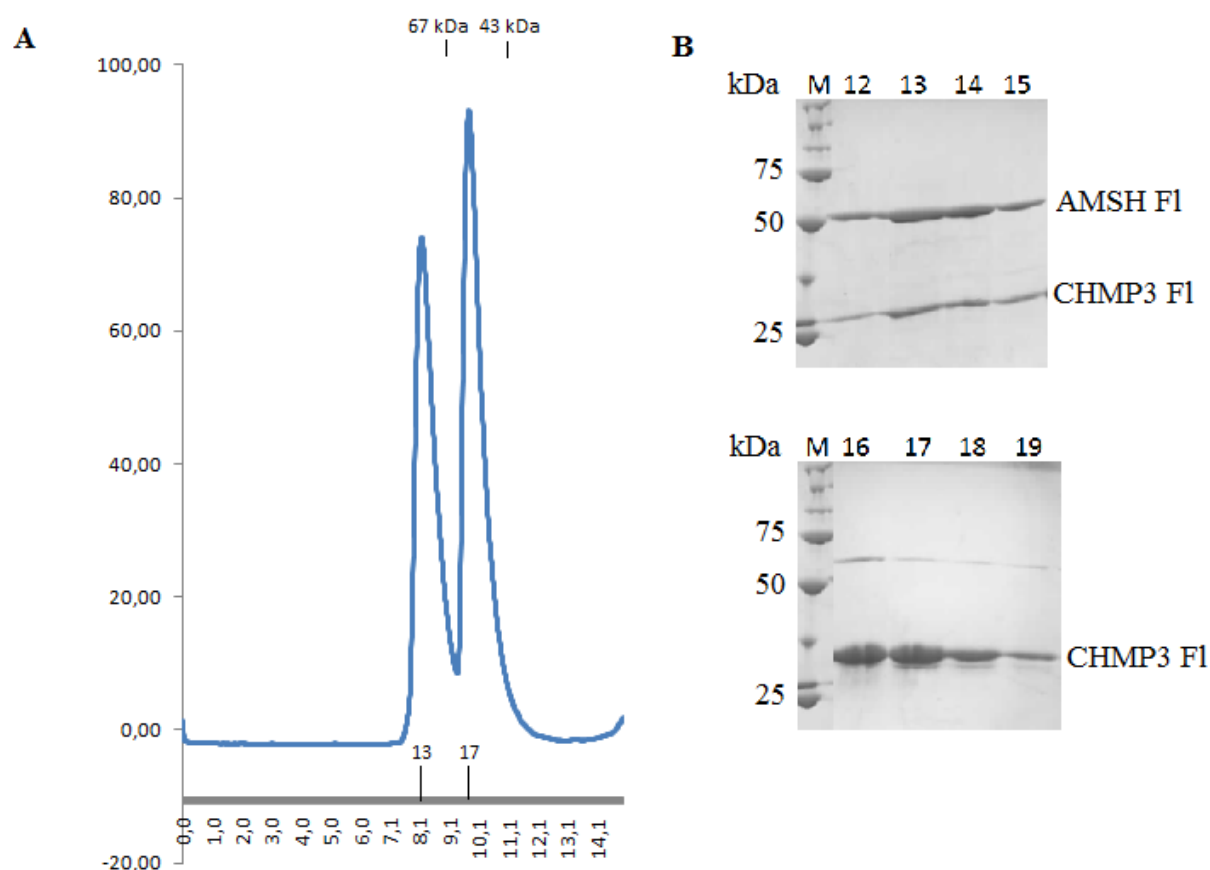 A
67 kDa 43 kDa
100,00
80,00
60,00
40,00
20,00
0,00
-20,00
13 17
0,0 1,0 2,0 3,0 4,0 5,0 6,0 7,1 8,1 9,1 10,1 11,1 12,1 13,1 14,1
B
kDa M 12 13 14 15
75
50
25
AMSH Fl
CHMP3 Fl
kDa M 16 17 18 19
75
50
25
CHMP3 Fl